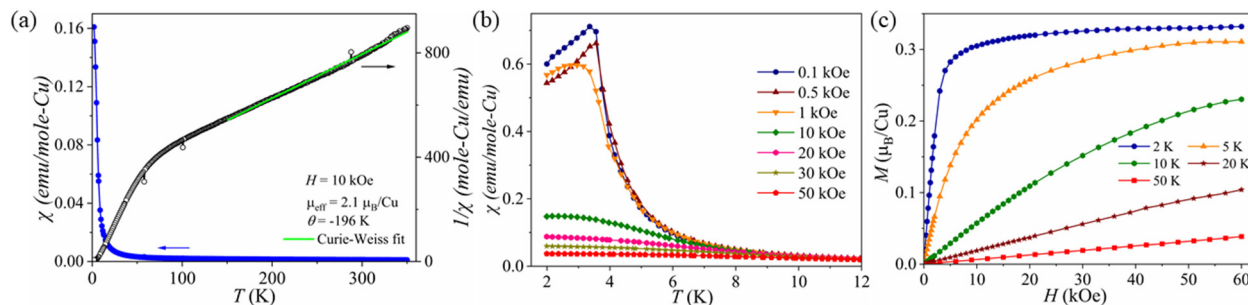 (a)
0.16
0.12
0.08
0.04
0.00
χ (emu/mole-Cu)
0
100
200
300
T (K)
800
400
0
1/χ (mole-Cu/emu)
H = 10 kOe
μeff = 2.1 μB/Cu
θ = -196 K
Curie-Weiss fit
(b)
0.6
0.4
0.2
0.0
χ (emu/mole-Cu)
2
4
6
8
10
12
T (K)
0.1 kOe
0.5 kOe
1 kOe
10 kOe
20 kOe
30 kOe
50 kOe
(c)
0.3
0.2
0.1
0.0
M (μB/Cu)
0
10
20
30
40
50
60
H (kOe)
2 K
5 K
10 K
20 K
50 K